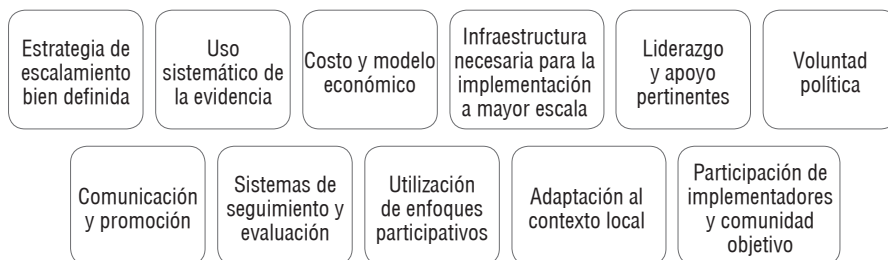 Estrategia de
escalamiento
bien definida
Uso
sistemático de
la evidencia
Costo y modelo
económico
Infraestructura
necesaria para la
implementación
a mayor escala
Liderazgo
y apoyo
pertinentes
Voluntad
política
Comunicación
y promoción
Sistemas de
seguimiento y
evaluación
Utilización
de enfoques
participativos
Adaptación al
contexto local
Participación de
implementadores
y comunidad
objetivo